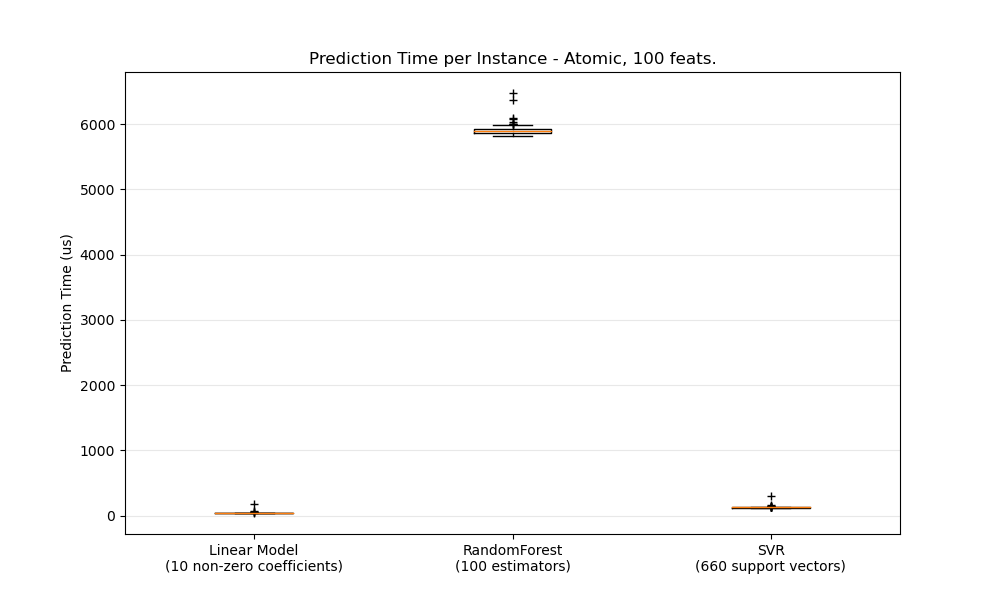 Prediction Time per Instance - Atomic, 100 feats.
6000
5000
4000
3000
2000
1000
0
Prediction Time (us)
Linear Model
(10 non-zero coefficients)
RandomForest
(100 estimators)
SVR
(660 support vectors)